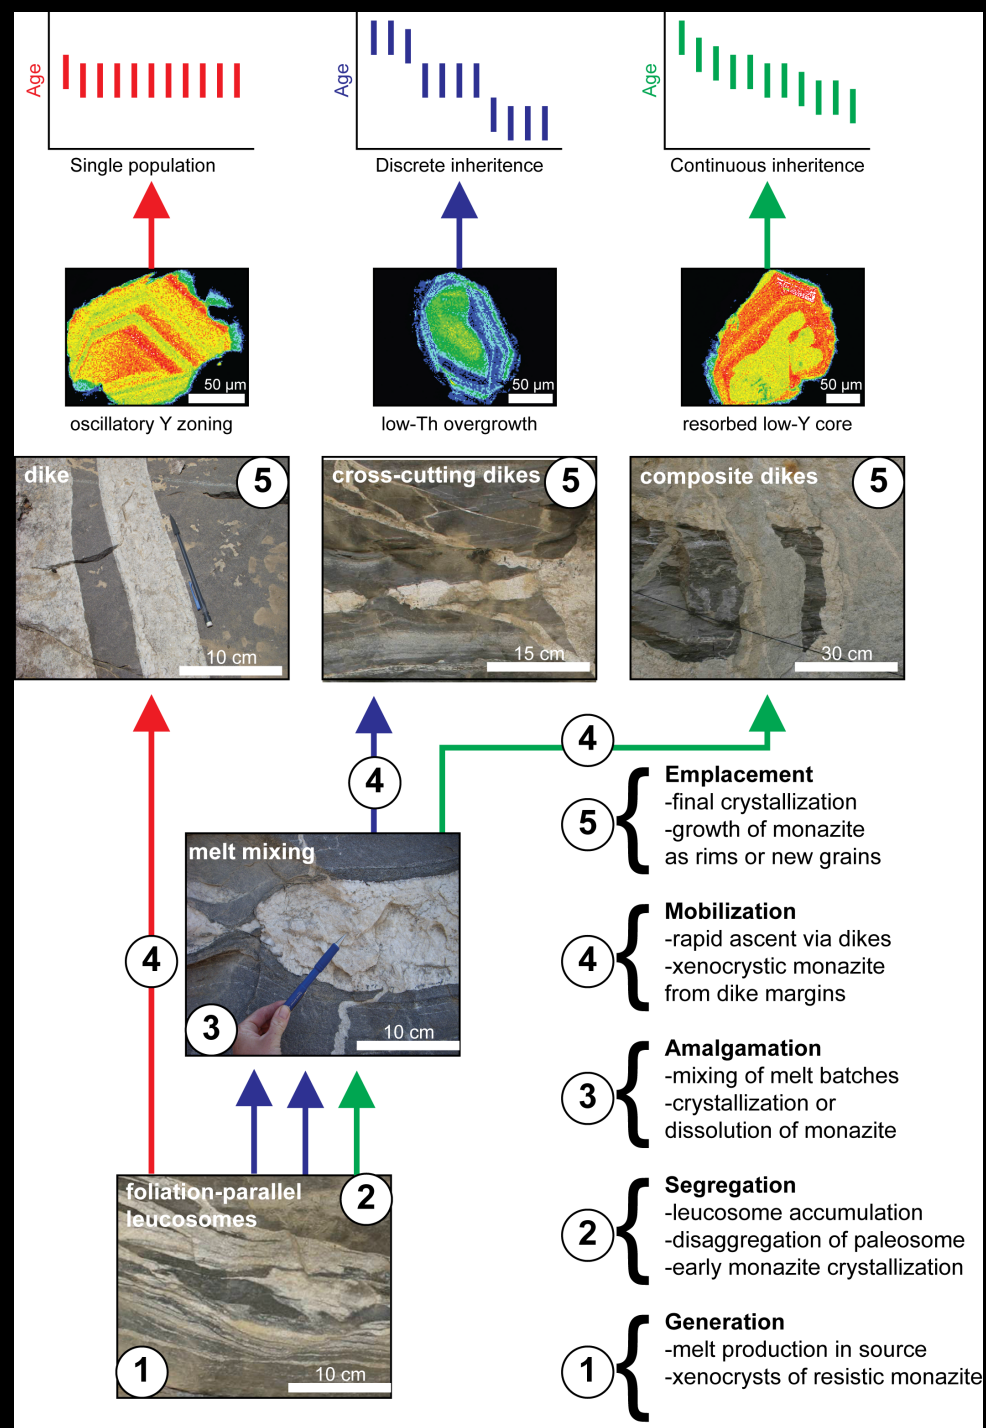 Age
Age
Age
Single population
Discrete inheritence
Continuous inheritence
50 µm
50 µm
50 µm
oscillatory Y zoning
low-Th overgrowth
resorbed low-Y core
dike
5
cross-cutting dikes
5
composite dikes
5
10 cm
15 cm
30 cm
4
4
4
melt mixing
3
10 cm
foliation-parallel
leucosomes
2
1
10 cm
5
Emplacement
-final crystallization
-growth of monazite
as rims or new grains
4
Mobilization
-rapid ascent via dikes
-xenocrystic monazite
from dike margins
3
Amalgamation
-mixing of melt batches
-crystallization or
dissolution of monazite
2
Segregation
-leucosome accumulation
-disaggregation of paleosome
-early monazite crystallization
1
Generation
-melt production in source
-xenocrysts of resistic monazite